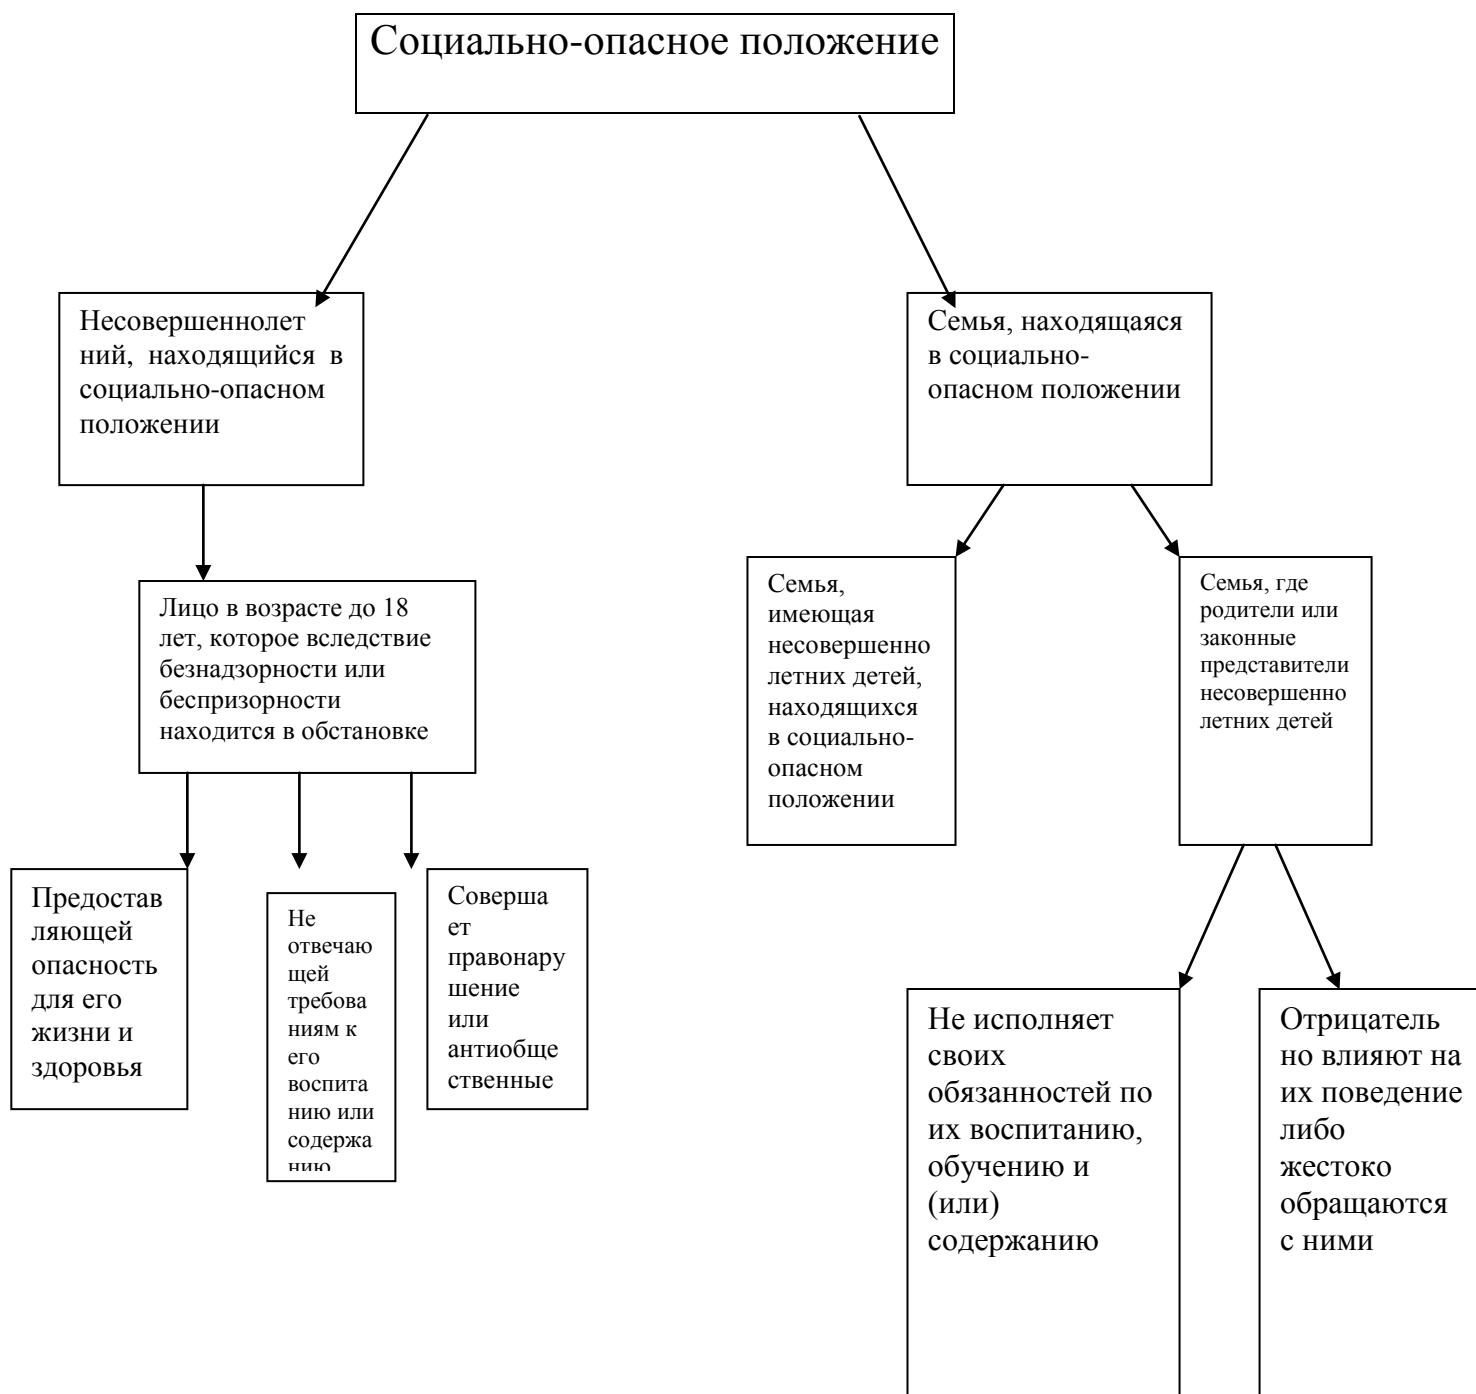 Социально-опасное положение
Несовершеннолет
ний, находящийся в
социально-опасном
положении
Семья, находящаяся
в социально-
опасном положении
Лицо в возрасте до 18
лет, которое вследствие
безнадзорности или
беспризорности
находится в обстановке
Семья,
имеющая
несовершенно
летних детей,
находящихся
в социально-
опасном
положении
Семья, где
родители или
законные
представители
несовершенно
летних детей
Предостав
ляющей
опасность
для его
жизни и
здоровья
Не
отвечаю
щей
требова
ниям к
его
воспита
нию или
содержа
нию
Соверша
ет
правонару
шение
или
антиобще
ственные
Не исполняет
своих
обязанностей по
их воспитанию,
обучению и
(или)
содержанию
Отрицатель
но влияют на
их поведение
либо
жестоко
обращаются
с ними